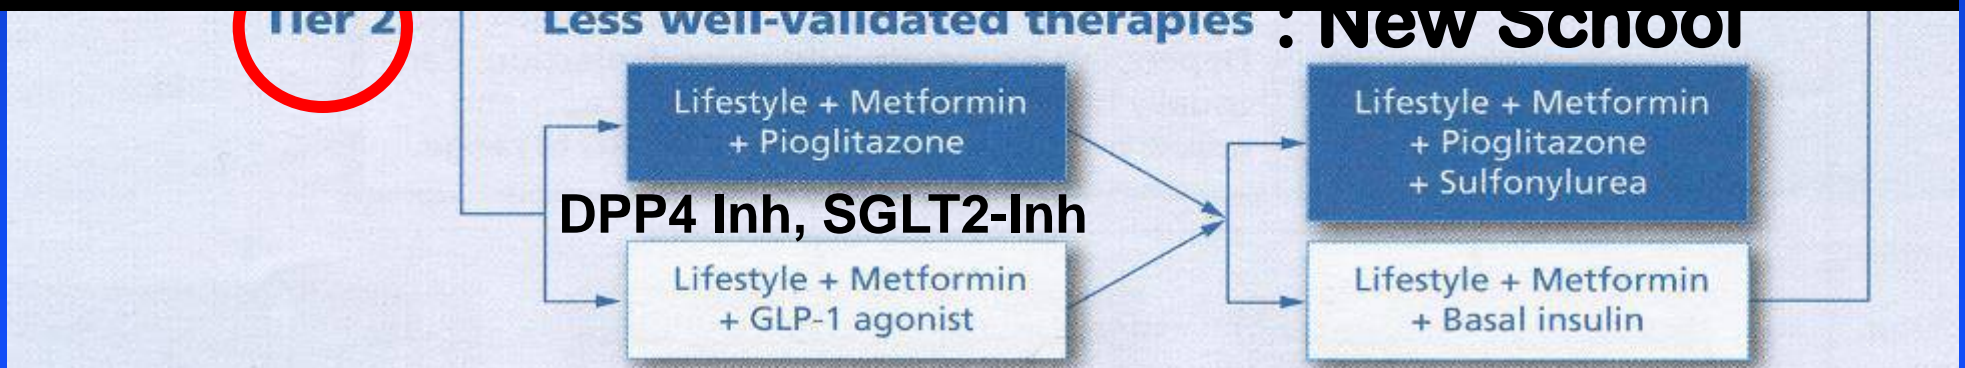 Tier 2
Less well-validated therapies : New School
Lifestyle + Metformin
+ Pioglitazone
Lifestyle + Metformin
+ Pioglitazone
+ Sulfonylurea
DPP4 Inh, SGLT2-Inh
Lifestyle + Metformin
+ GLP-1 agonist
Lifestyle + Metformin
+ Basal insulin